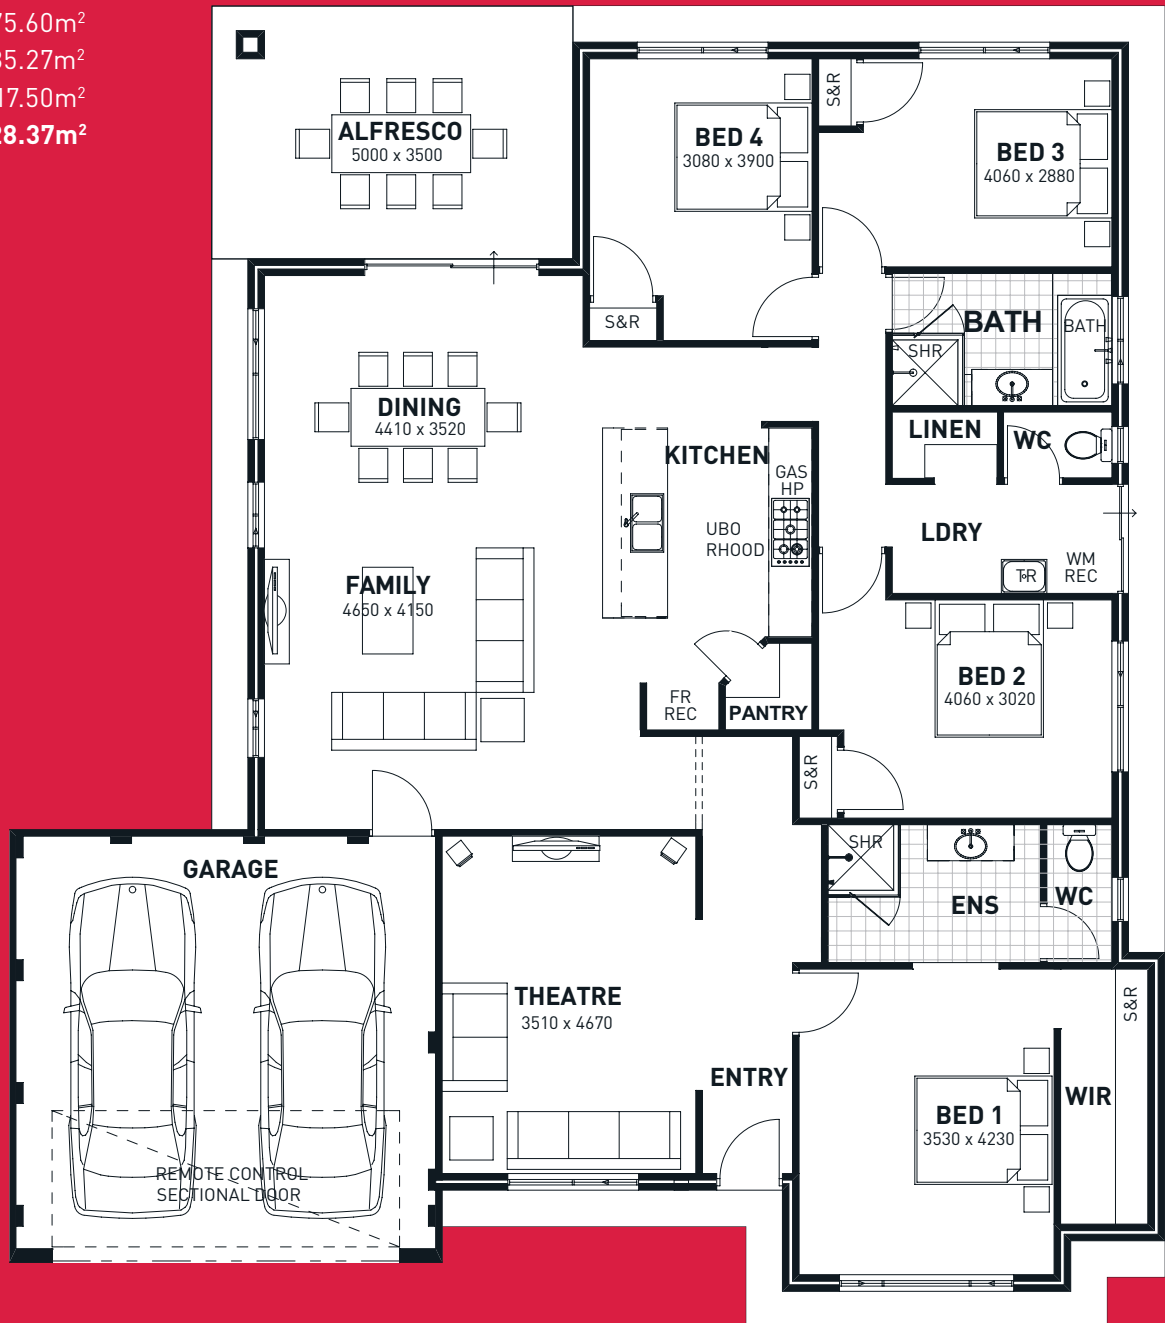 75.60m²
35.27m²
17.50m²
28.37m²
ALFRESCO
5000 x 3500
BED 4
3080 x 3900
S&R
BED 3
4060 x 2880
S&R
BATH
BATH
SHR
DINING
4410 x 3520
KITCHEN
GAS
HP
UBO
RHOOD
LINEN
WC
LDRY
TR
WM
REC
FAMILY
4650 x 4150
FR
REC
PANTRY
BED 2
4060 x 3020
S&R
GARAGE
SHR
ENS
WC
THEATRE
3510 x 4670
ENTRY
S&R
WIR
BED 1
3530 x 4230
REMOTE CONTROL
SECTIONAL DOOR